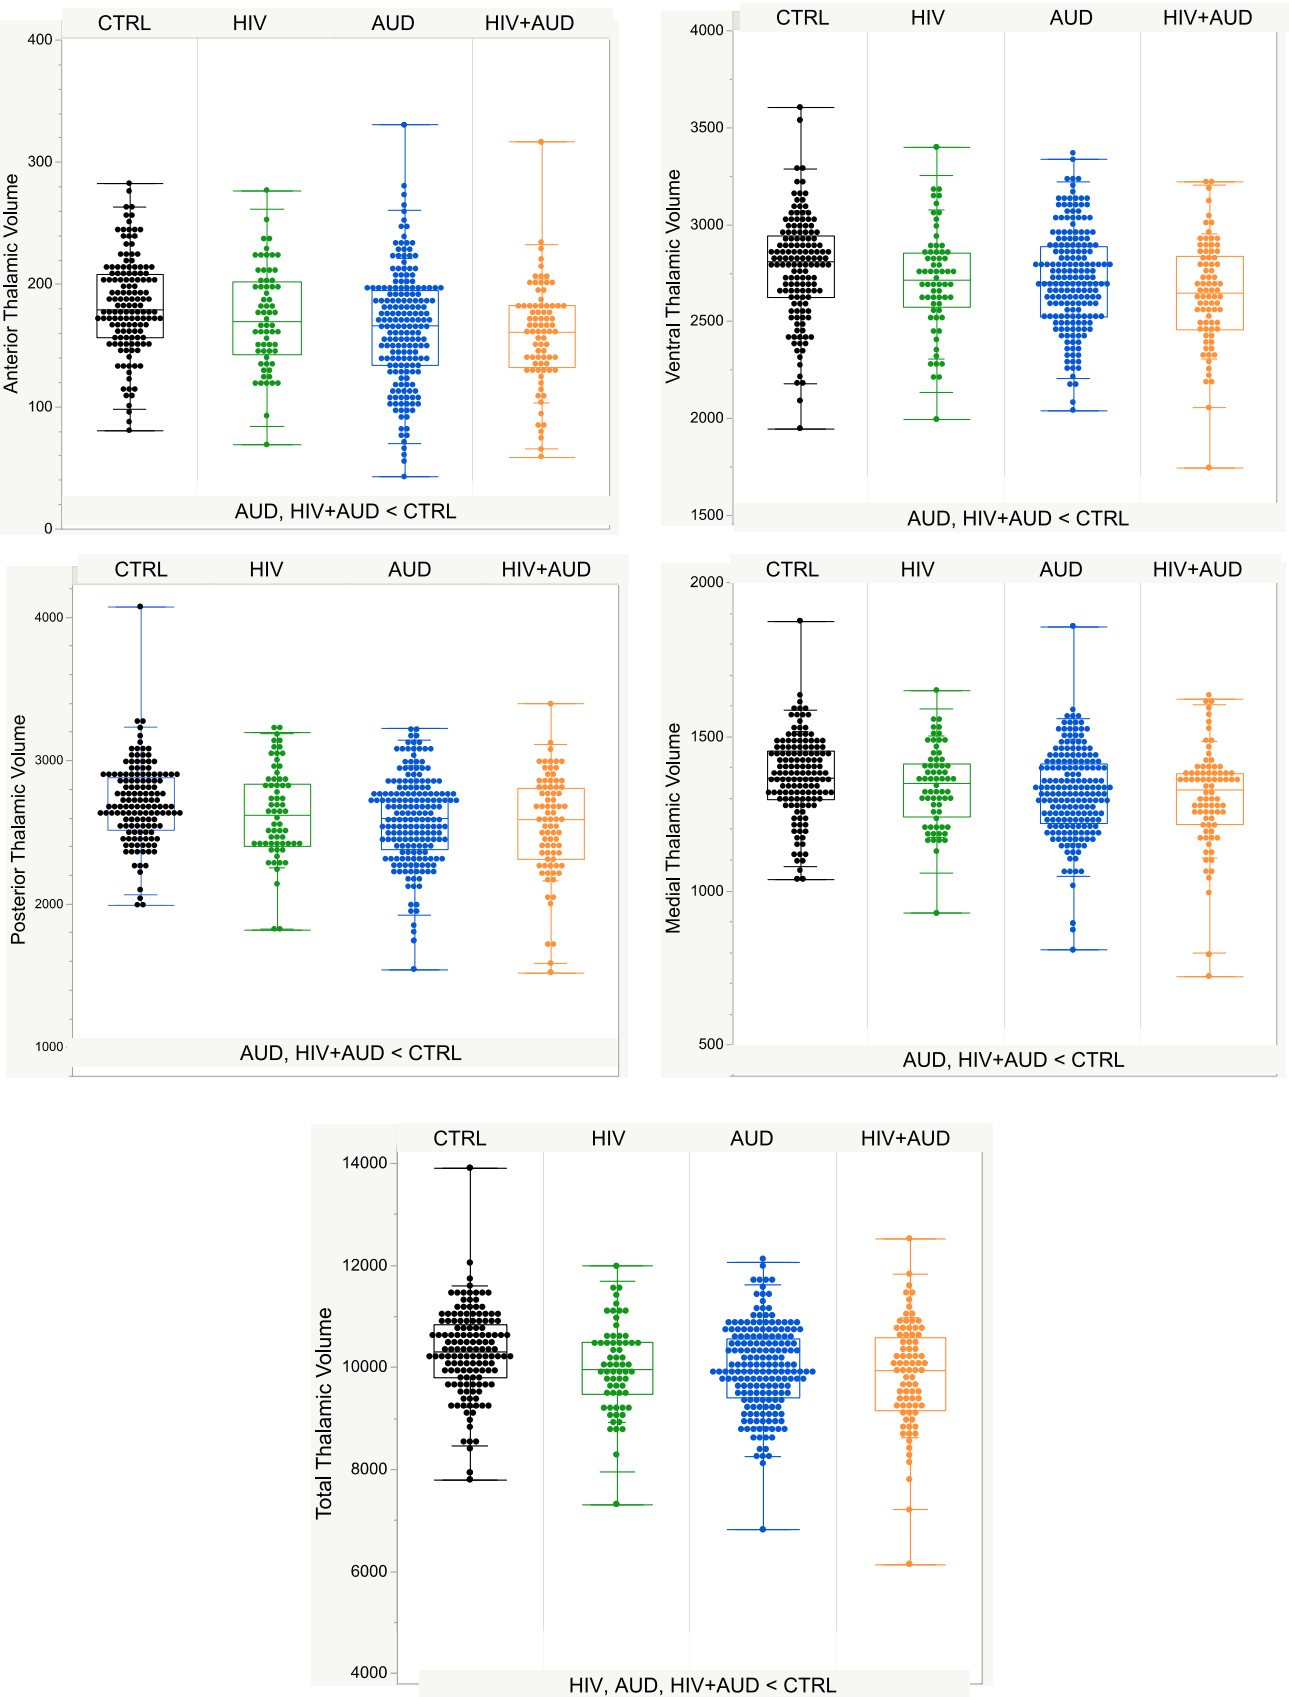 CTRL HIV AUD HIV+AUD
400
300
200
100
0
Anterior Thalamic Volume
AUD, HIV+AUD < CTRL
CTRL HIV AUD HIV+AUD
4000
3500
3000
2500
2000
1500
Ventral Thalamic Volume
AUD, HIV+AUD < CTRL
CTRL HIV AUD HIV+AUD
4000
3000
2000
1000
Posterior Thalamic Volume
AUD, HIV+AUD < CTRL
CTRL HIV AUD HIV+AUD
2000
1500
1000
500
Medial Thalamic Volume
AUD, HIV+AUD < CTRL
CTRL HIV AUD HIV+AUD
14000
12000
10000
8000
6000
4000
Total Thalamic Volume
HIV, AUD, HIV+AUD < CTRL